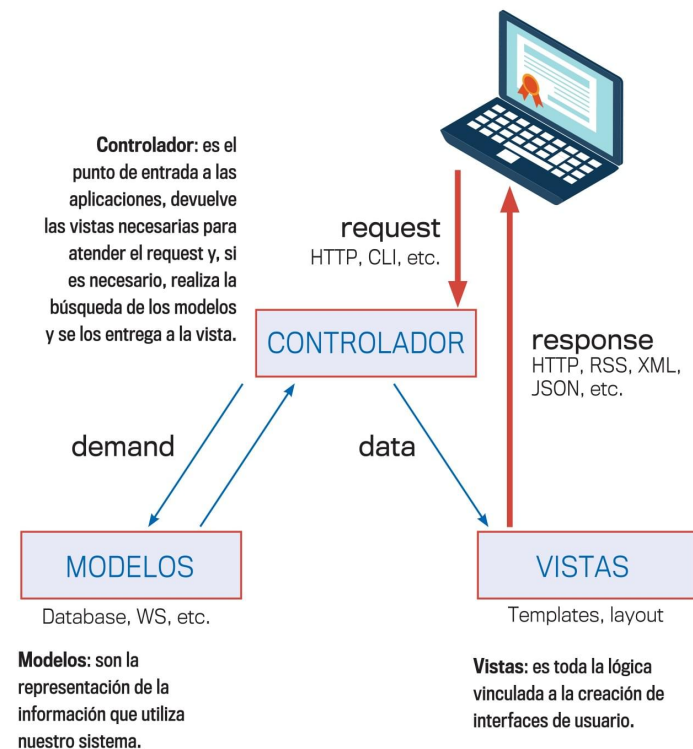 Controlador: es el
punto de entrada a las
aplicaciones, devuelve
las vistas necesarias para
atender el request y, si
es necesario, realiza la
búsqueda de los modelos
y se los entrega a la vista.
request
HTTP, CLI, etc.
CONTROLADOR
response
HTTP, RSS, XML,
JSON, etc.
demand
data
MODELOS
Database, WS, etc.
VISTAS
Templates, layout
Modelos: son la
representación de la
información que utiliza
nuestro sistema.
Vistas: es toda la lógica
vinculada a la creación de
interfaces de usuario.